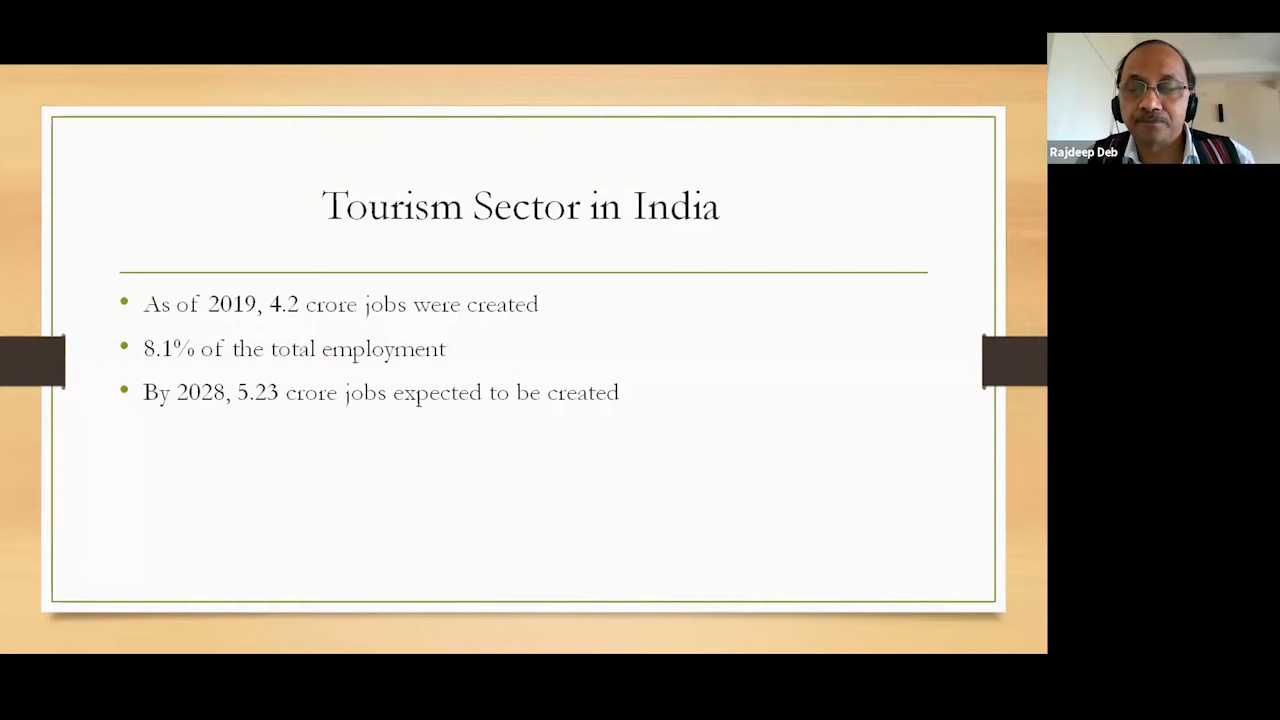 Tourism Sector in India
As of 2019, 4.2 crore jobs were created
8.1% of the total employment
By 2028, 5.23 crore jobs expected to be created
Rajdeep Deb